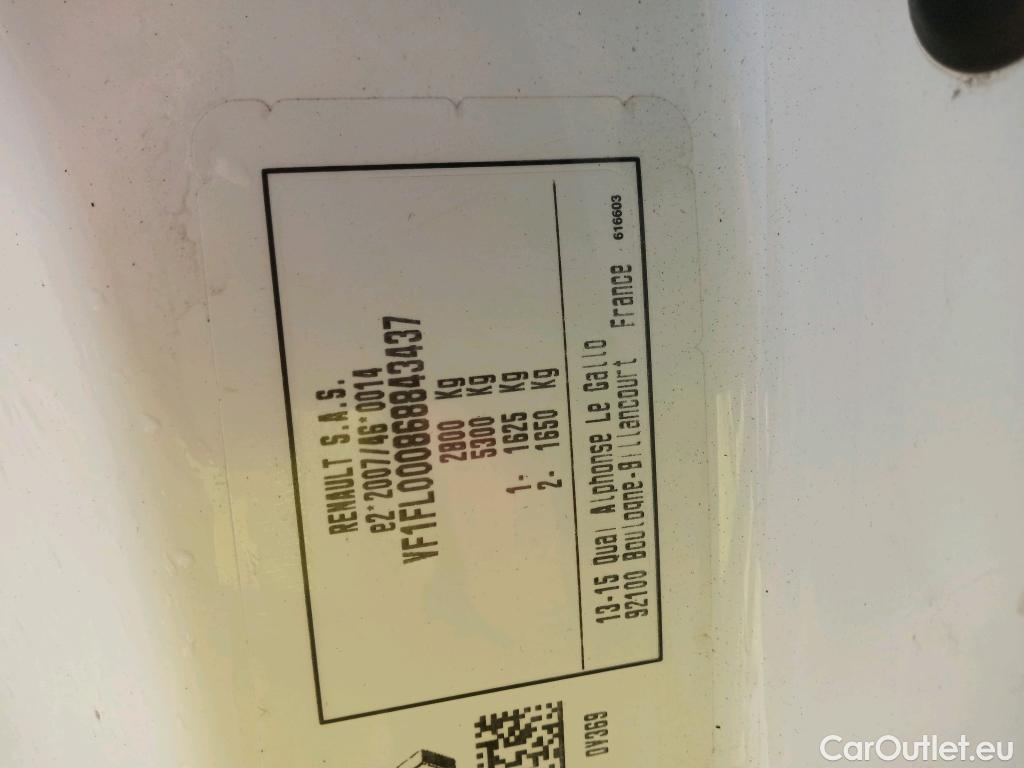 RENAULT S.A.S.
e2*2007/46*0014
VF1FL000868843437
2800 Kg
5300 Kg
1- 1625 Kg
2- 1650 Kg
13-15 Quai Alphonse Le Gallo
92100 Boulogne-Billancourt France 616603
0V369
CarOutlet.eu